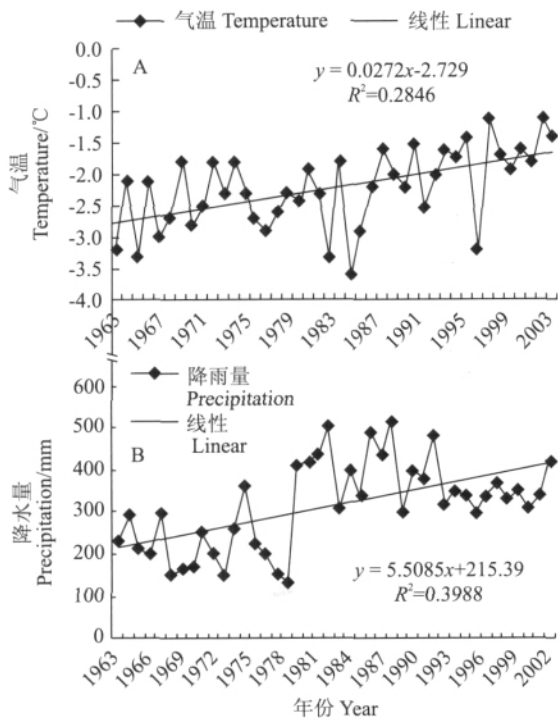 气温 Temperature 线性 Linear
A
y = 0.0272x-2.729
R²=0.2846
气温
Temperature/℃
0.0
-0.5
-1.0
-1.5
-2.0
-2.5
-3.0
-3.5
-4.0
1963 1967 1971 1975 1979 1983 1987 1991 1995 1999 2003
降雨量
Precipitation
线性
Linear
B
y = 5.5085x+215.39
R²=0.3988
降水量
Precipitation/mm
600
500
400
300
200
100
0
1963 1966 1969 1972 1975 1978 1981 1984 1987 1990 1993 1996 1999 2002
年份 Year